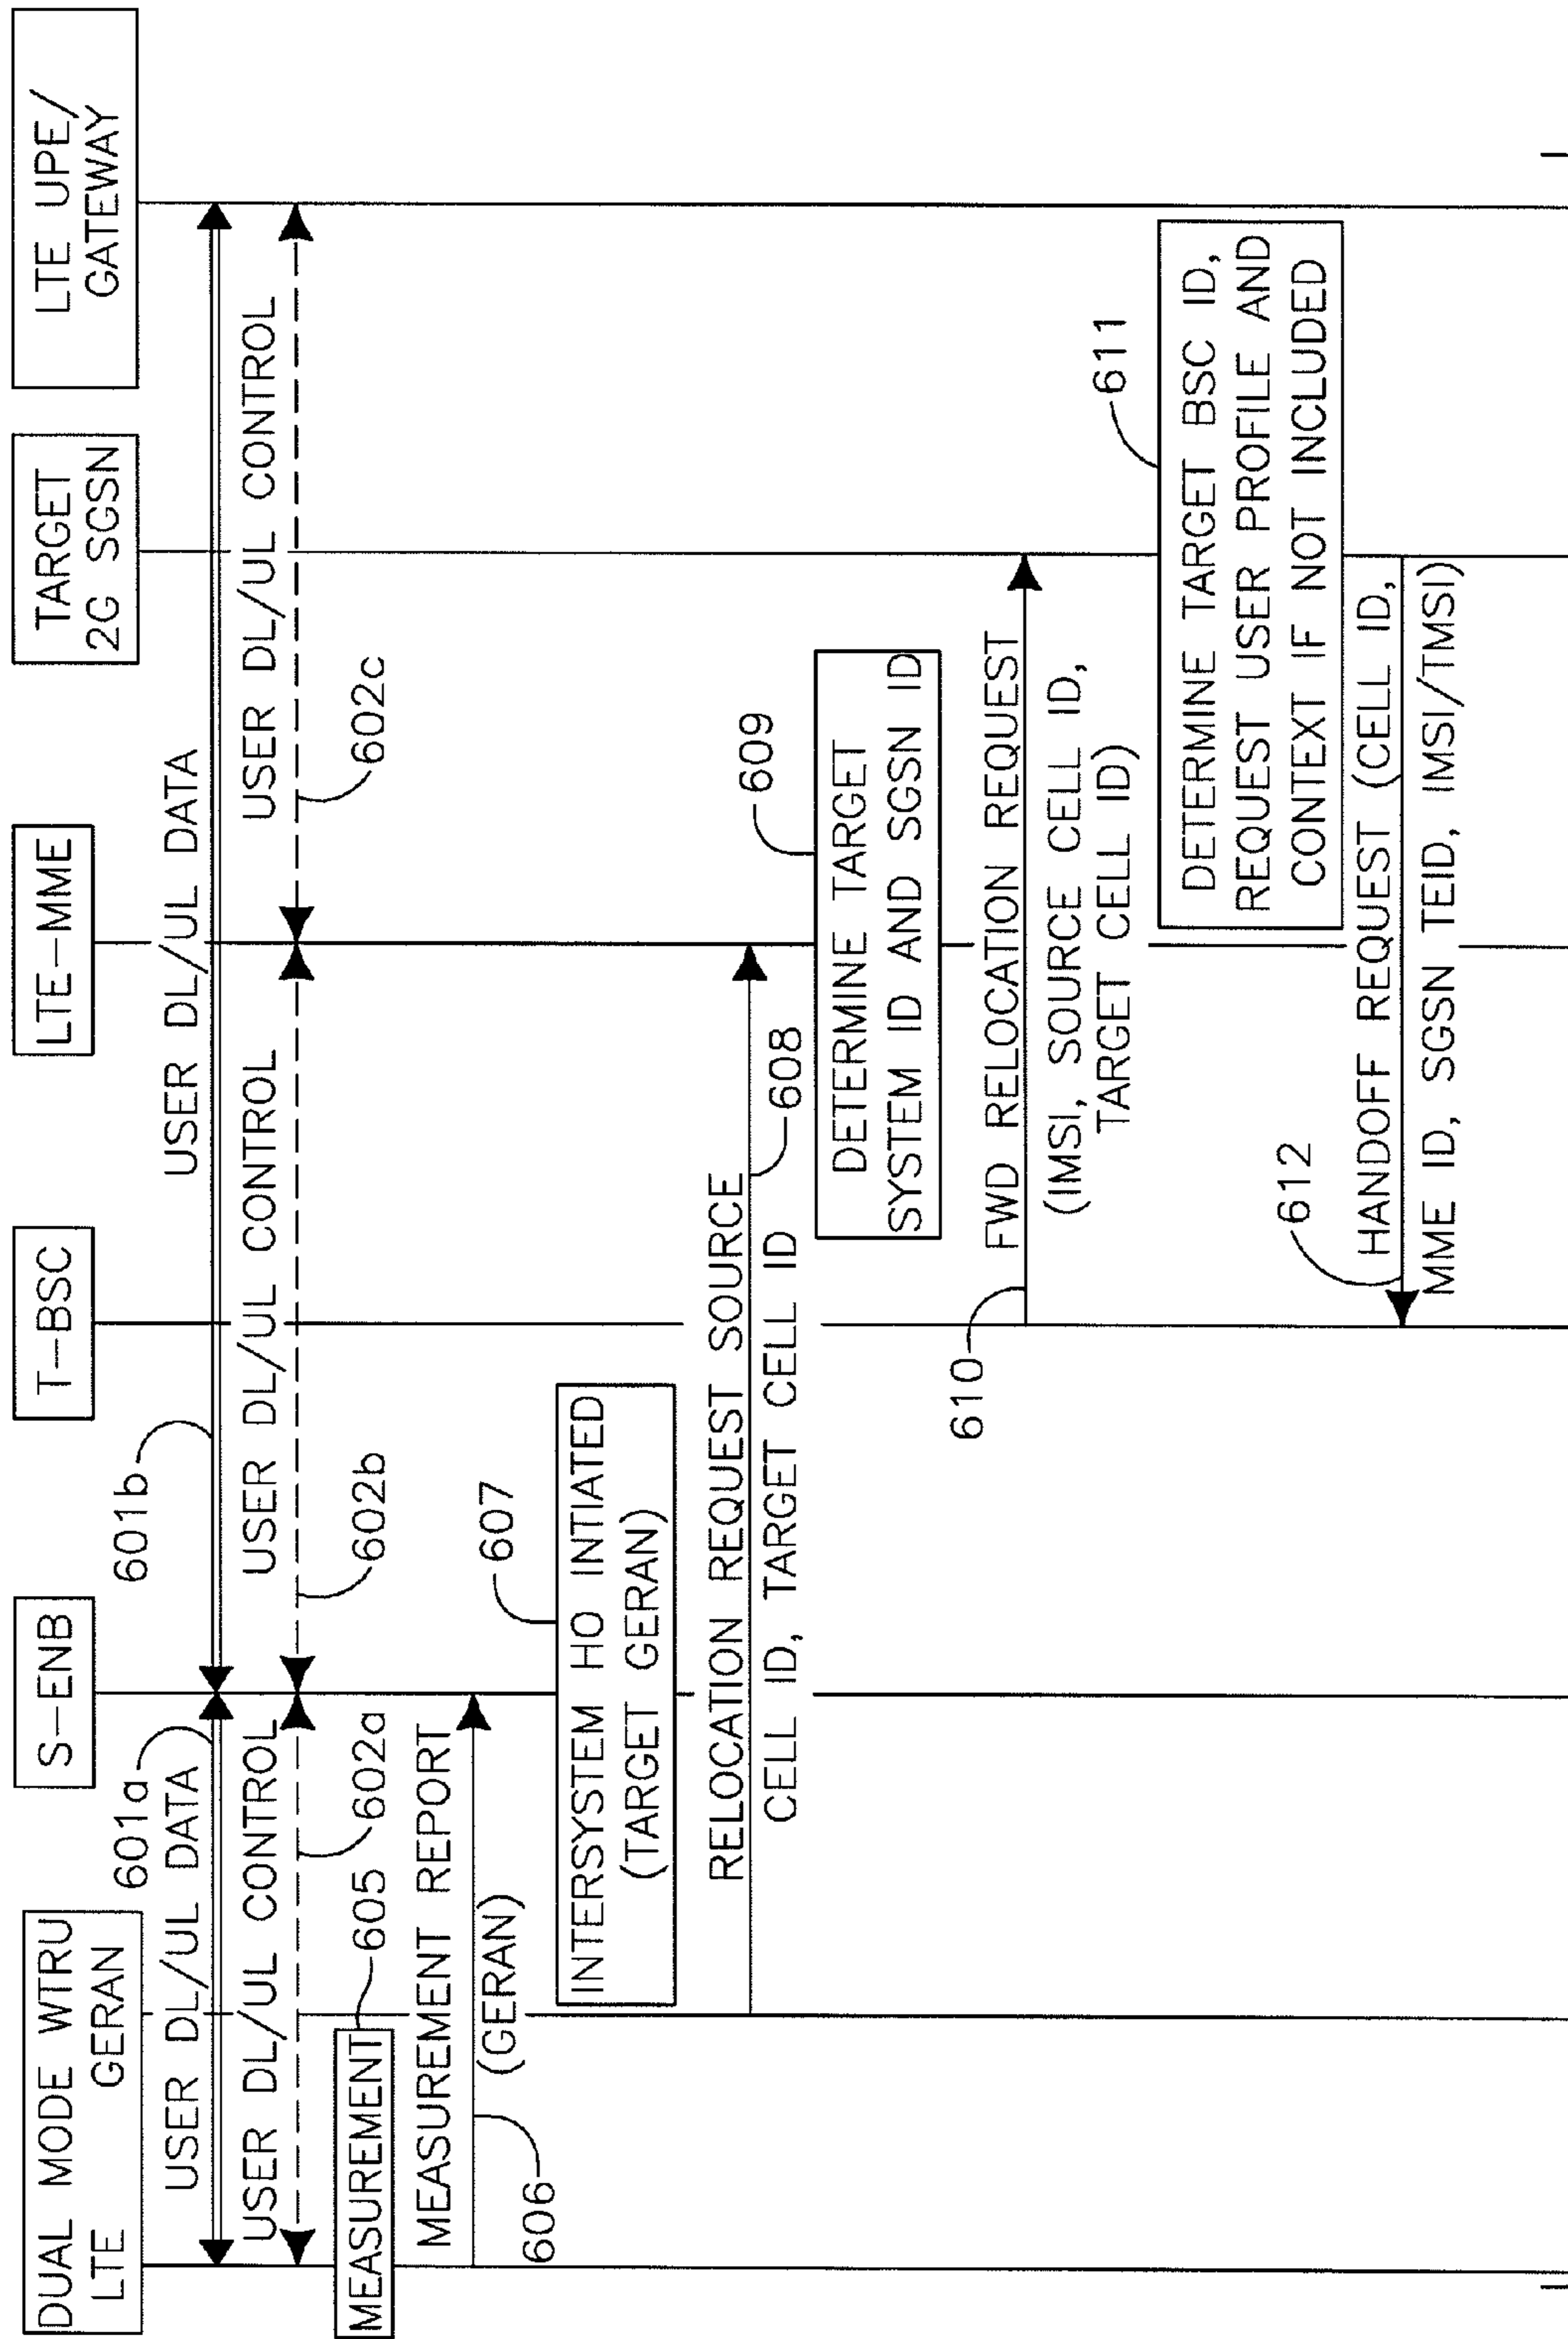 DUAL MODE WTRU
LTE GERAN
S-ENB
T-BSC
LTE-MME
TARGET
2G SGSN
LTE UPE/
GATEWAY
601a
USER DL/UL DATA
601b
USER DL/UL DATA
USER DL/UL CONTROL
602a
USER DL/UL CONTROL
602b
USER DL/UL CONTROL
602c
MEASUREMENT
605
MEASUREMENT REPORT
(GERAN)
606
607
INTERSYSTEM HO INTIATED
(TARGET GERAN)
RELOCATION REQUEST SOURCE
CELL ID, TARGET CELL ID
608
609
DETERMINE TARGET
SYSTEM ID AND SGSN ID
FWD RELOCATION REQUEST
(IMSI, SOURCE CELL ID,
TARGET CELL ID)
610
611
DETERMINE TARGET BSC ID,
REQUEST USER PROFILE AND
CONTEXT IF NOT INCLUDED
612
HANDOFF REQUEST (CELL ID,
MME ID, SGSN TEID, IMSI/TMSI)